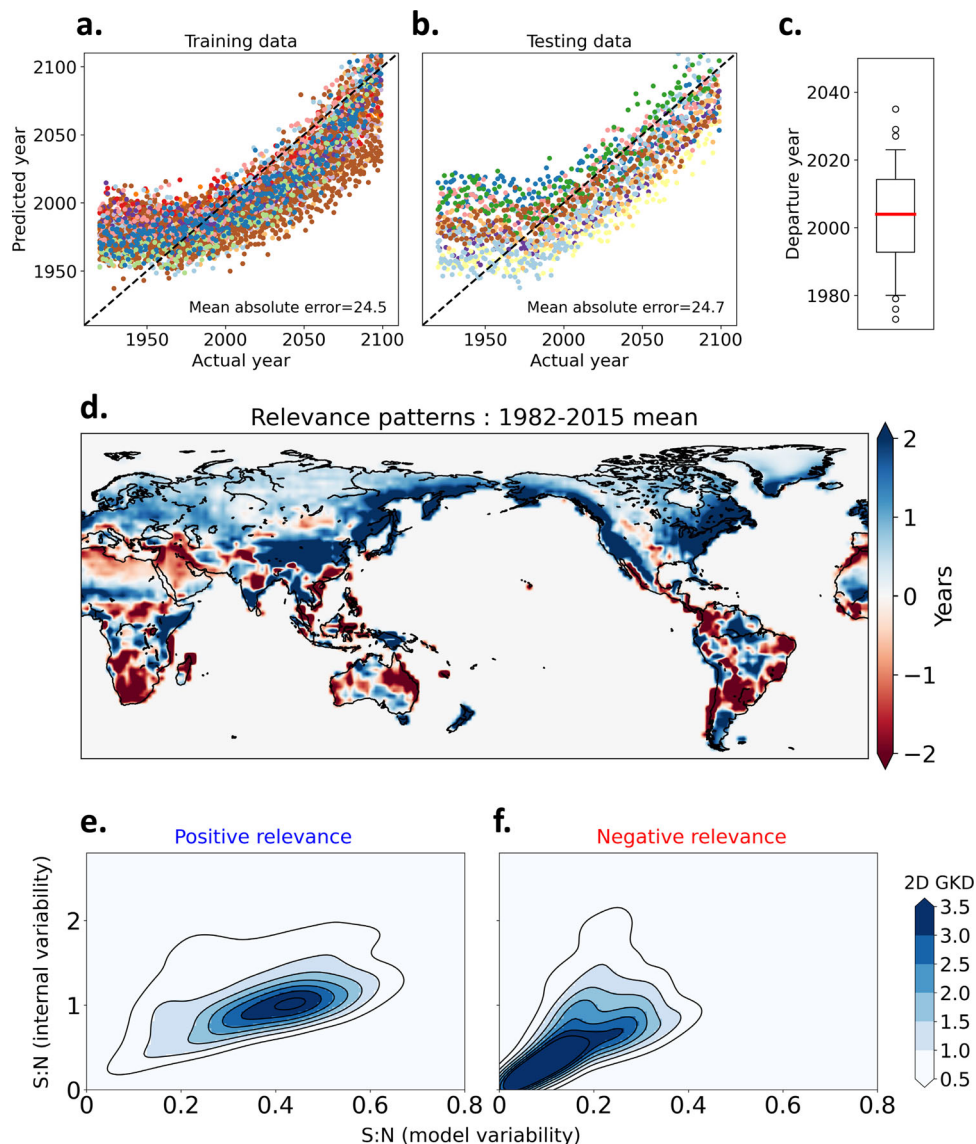 a.
Training data
Predicted year
2100
2050
2000
1950
Mean absolute error=24.5
1950
2000
2050
2100
Actual year
b.
Testing data
Mean absolute error=24.7
1950
2000
2050
2100
Actual year
c.
Departure year
2040
2020
2000
1980
d.
Relevance patterns : 1982-2015 mean
2
1
0
−1
−2
Years
e.
Positive relevance
S:N (internal variability)
2
1
0
0
0.2
0.4
0.6
0.8
f.
Negative relevance
0
0.2
0.4
0.6
0.8
S:N (model variability)
2D GKD
3.5
3.0
2.5
2.0
1.5
1.0
0.5